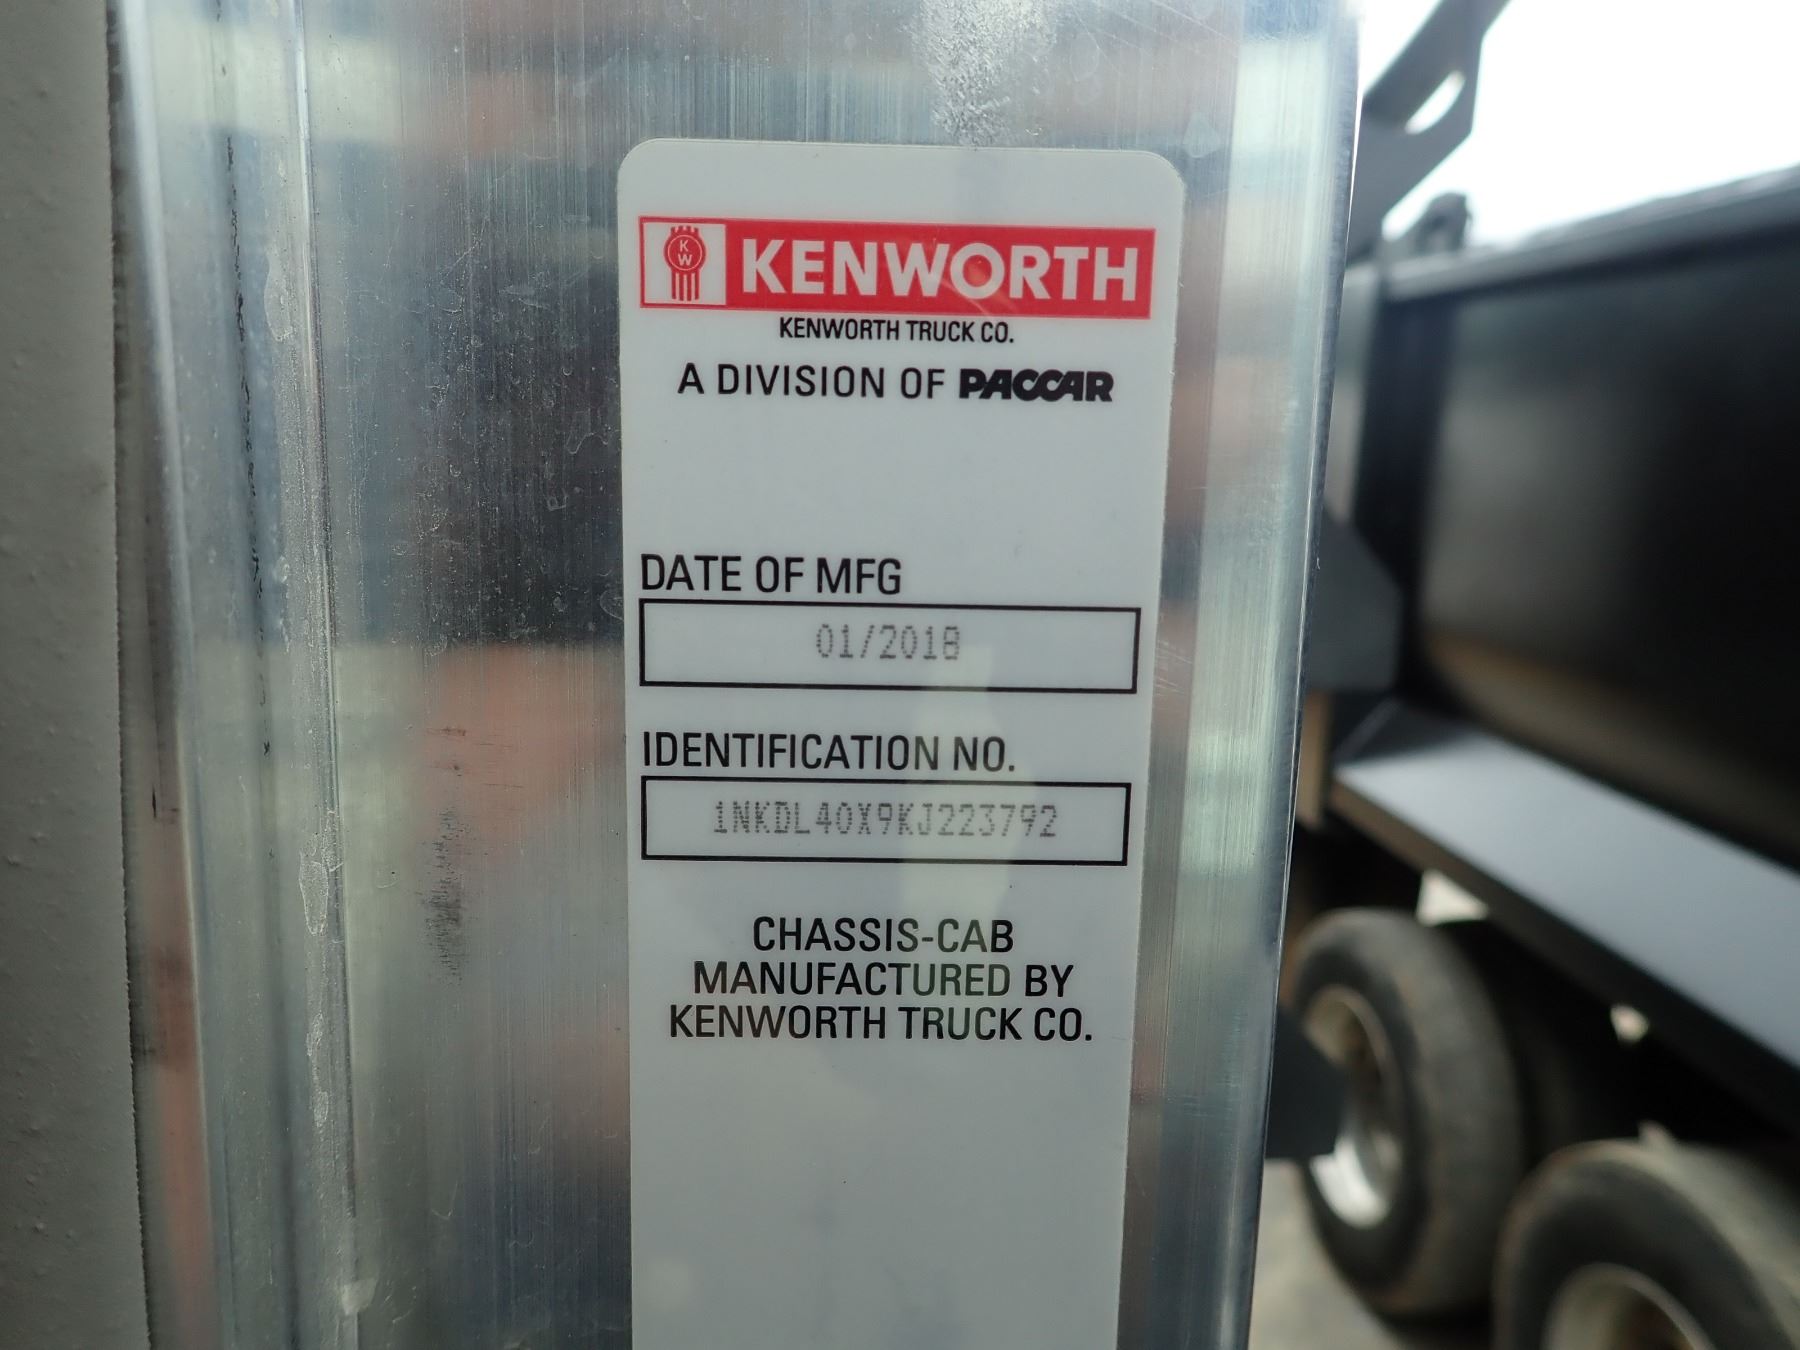 KW KENWORTH
KENWORTH TRUCK CO.
A DIVISION OF PACCAR
DATE OF MFG
01/2018
IDENTIFICATION NO.
1NKDL40X9KJ223792
CHASSIS-CAB
MANUFACTURED BY
KENWORTH TRUCK CO.